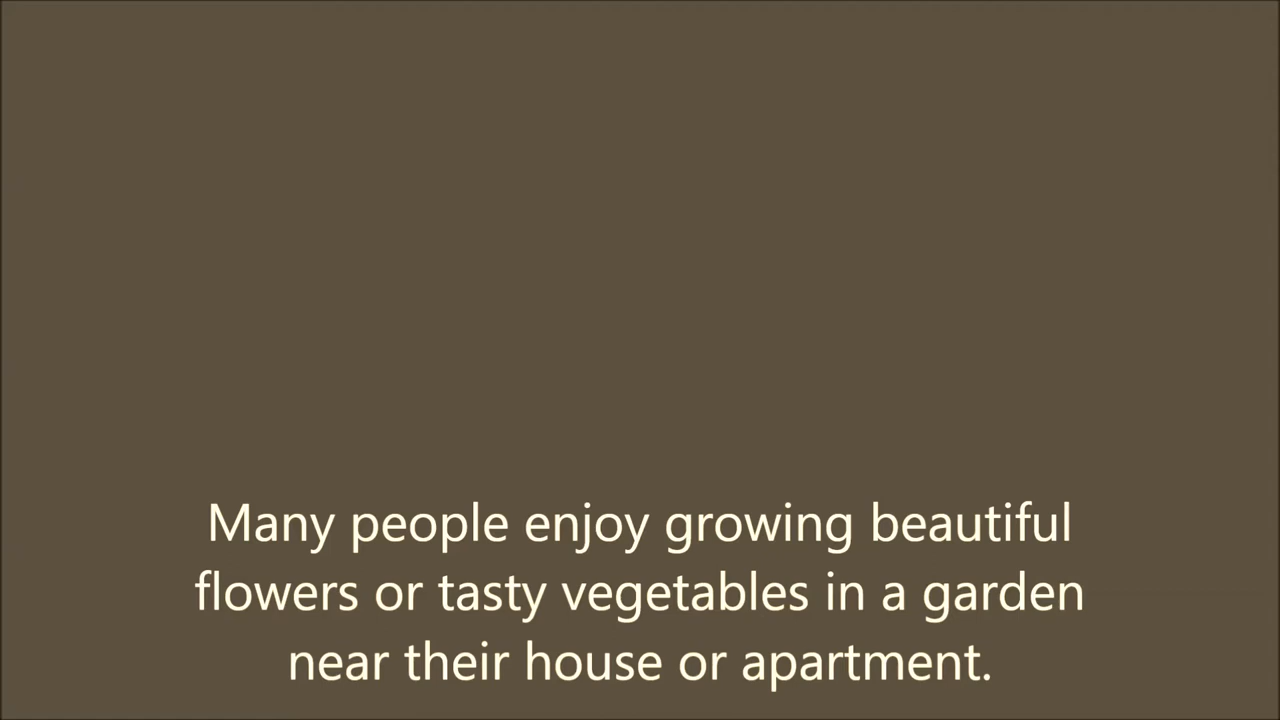 Many people enjoy growing beautiful
flowers or tasty vegetables in a garden
near their house or apartment.